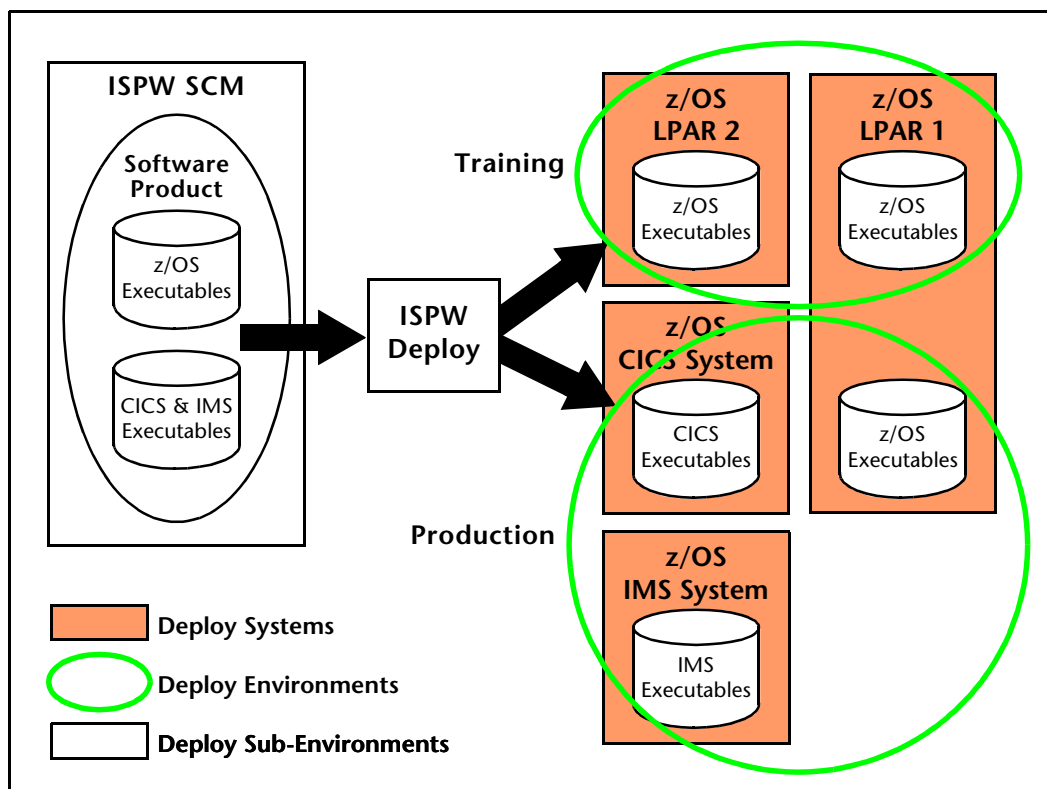 ISPW SCM
Software
Product
z/OS
Executables
CICS & IMS
Executables
ISPW
Deploy
Training
Production
z/OS
LPAR 2
z/OS
Executables
z/OS
LPAR 1
z/OS
Executables
z/OS
CICS System
CICS
Executables
z/OS
Executables
z/OS
IMS System
IMS
Executables
Deploy Systems
Deploy Environments
Deploy Sub-Environments